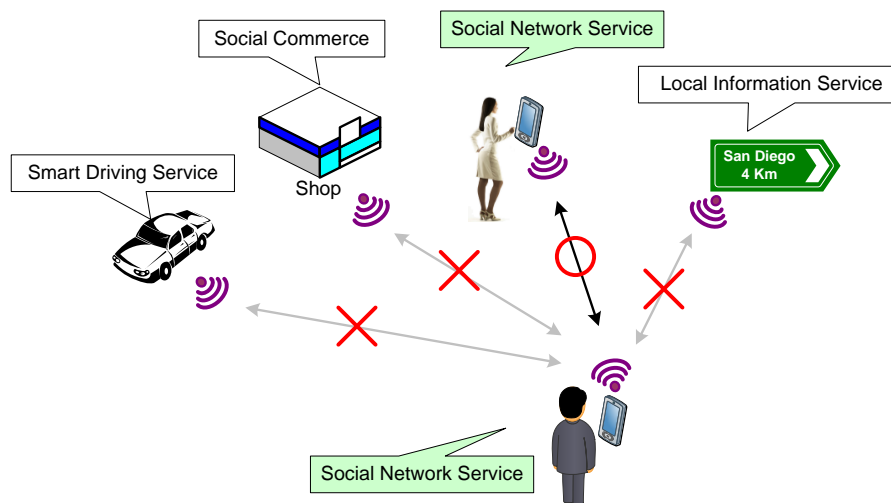 Social Network Service
Social Commerce
Local Information Service
San Diego
4 Km
Smart Driving Service
Shop
Social Network Service